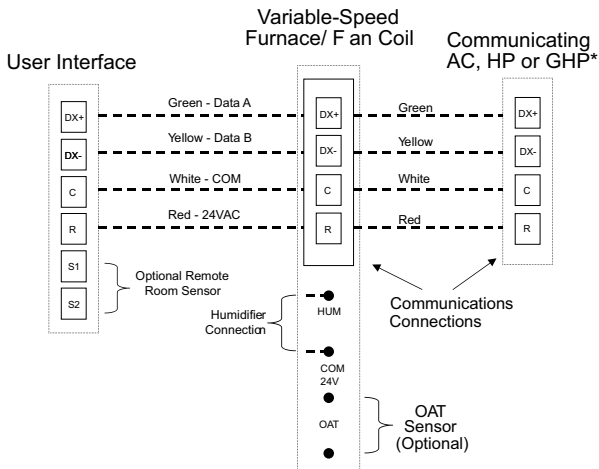 User Interface
Variable-Speed
Furnace/ F an Coil
Communicating
AC, HP or GHP*
DX+
Green - Data A
DX+
Green
DX+
DX-
Yellow - Data B
DX-
Yellow
DX-
C
White - COM
C
White
C
R
Red - 24VAC
R
Red
R
S1
S2
Optional Remote
Room Sensor
Humidifier
Connection
HUM
COM
24V
Communications
Connections
OAT
OAT
Sensor
(Optional)